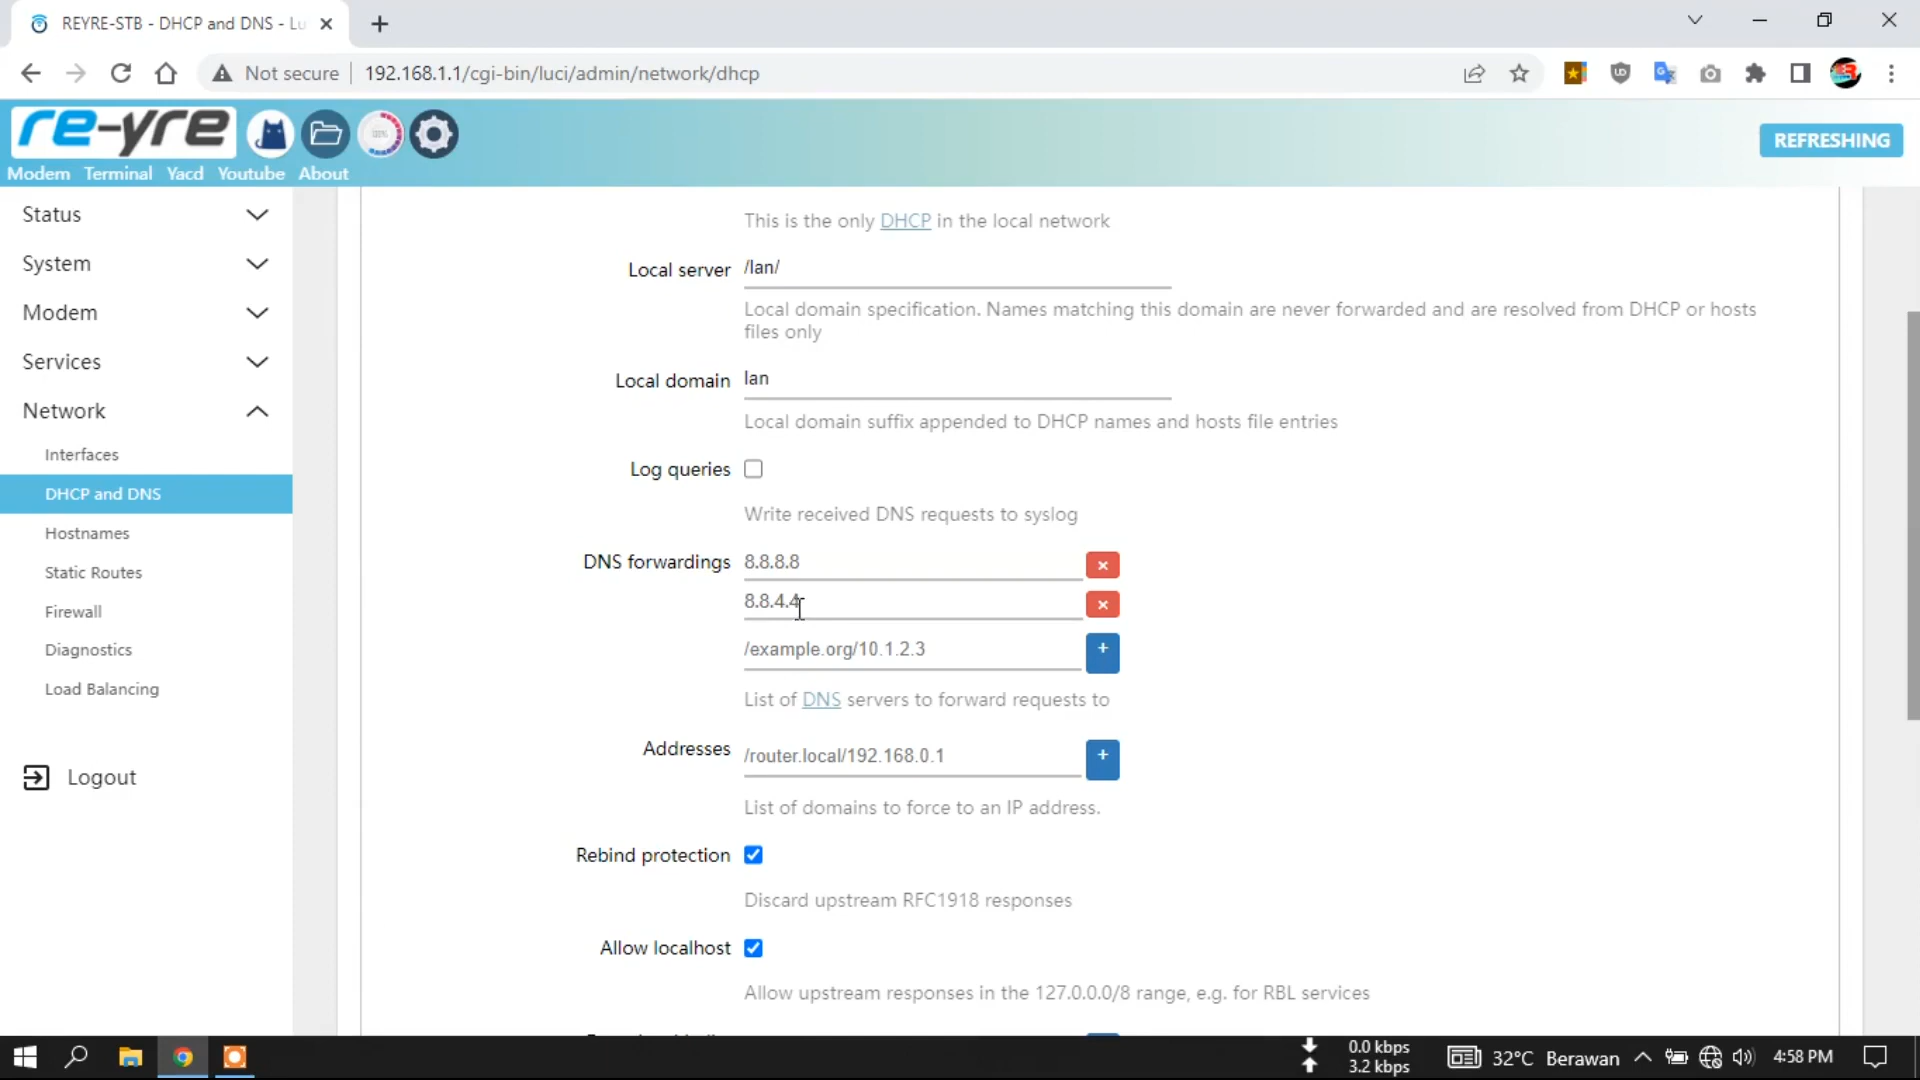 REYRE-STB - DHCP and DNS - Lu
Not secure
192.168.1.1/cgi-bin/luci/admin/network/dhcp
re-yre
100%
REFRESHING
Modem Terminal Yacd Youtube About
Status
System
Modem
Services
Network
Interfaces
DHCP and DNS
Hostnames
Static Routes
Firewall
Diagnostics
Load Balancing
Logout
This is the only DHCP in the local network
Local server /lan/
Local domain specification. Names matching this domain are never forwarded and are resolved from DHCP or hosts
files only
Local domain lan
Local domain suffix appended to DHCP names and hosts file entries
Log queries
Write received DNS requests to syslog
DNS forwardings 8.8.8.8
8.8.4.4
/example.org/10.1.2.3
+
List of DNS servers to forward requests to
Addresses /router.local/192.168.0.1
+
List of domains to force to an IP address.
Rebind protection
Discard upstream RFC1918 responses
Allow localhost
Allow upstream responses in the 127.0.0.0/8 range, e.g. for RBL services
0.0 kbps
3.2 kbps
32°C Berawan
4:58 PM